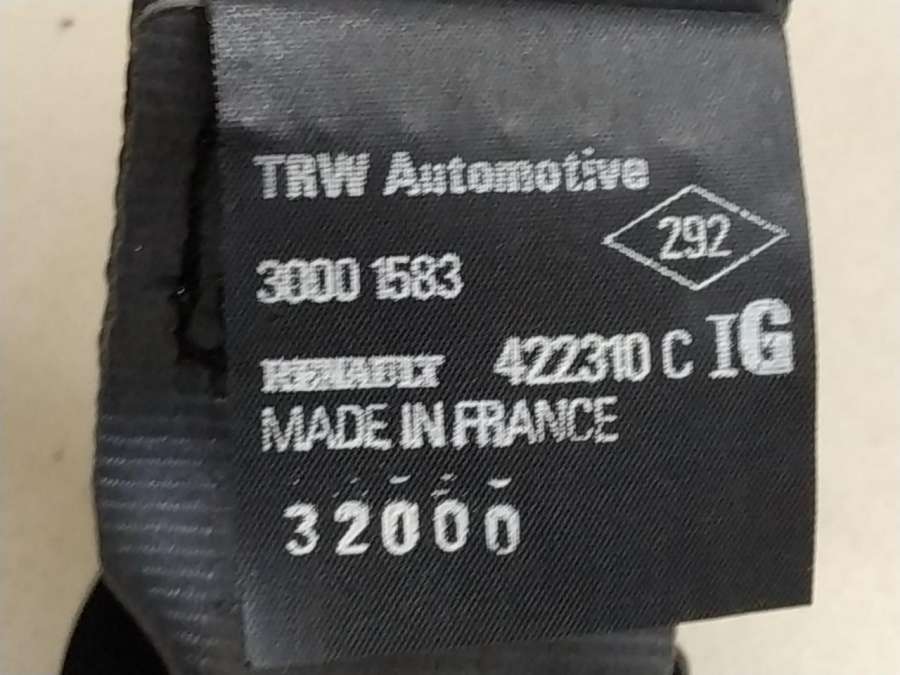 TRW Automotive
292
3000 1583
RENAULT 422310 C IG
MADE IN FRANCE
32000